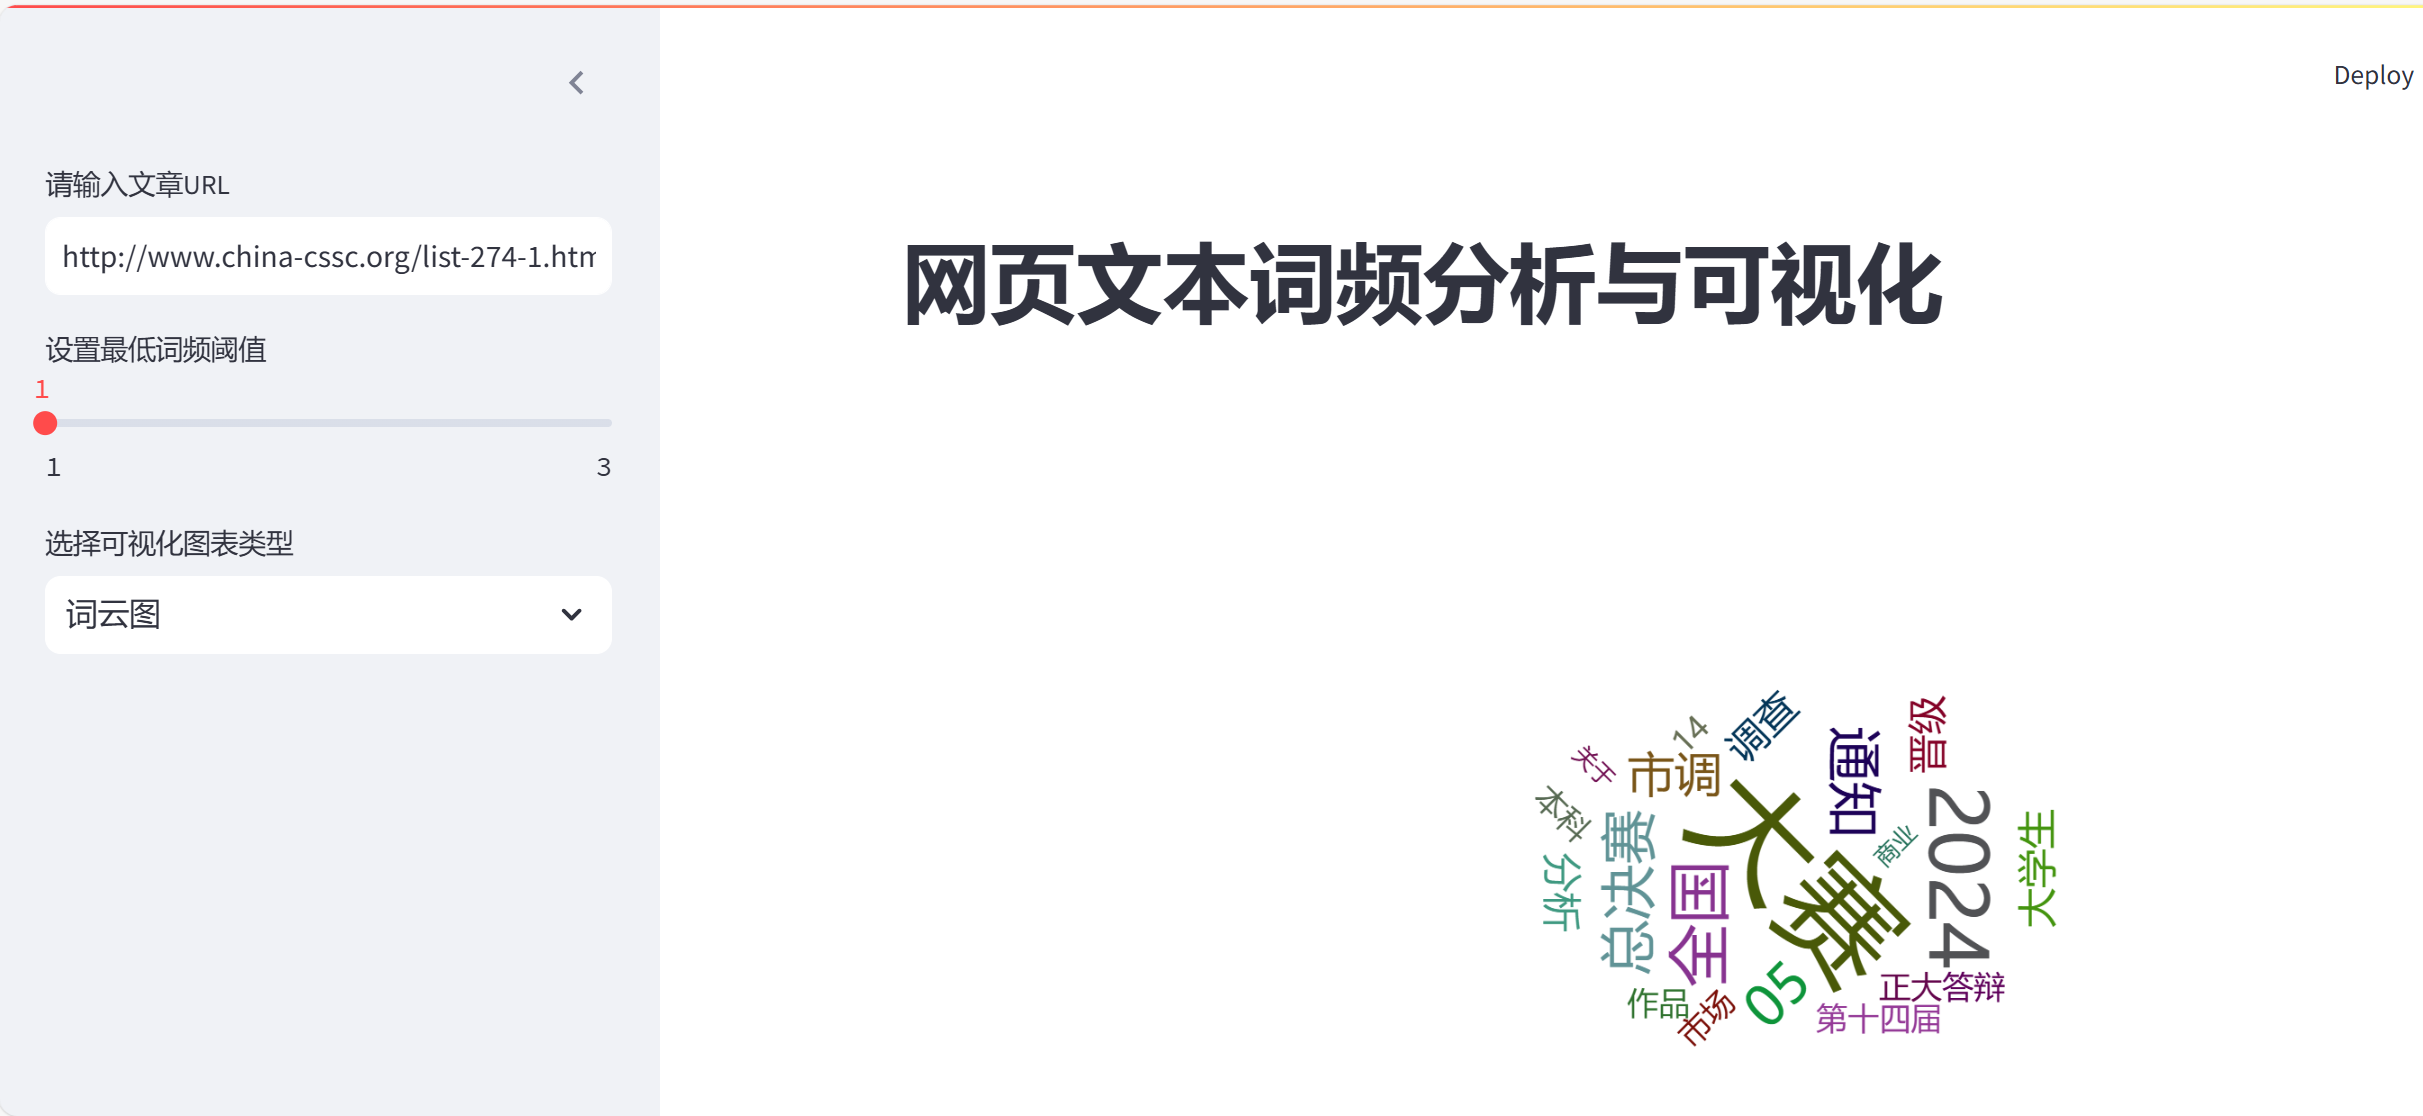 Deploy
请输入文章URL
http://www.china-cssc.org/list-274-1.htm
设置最低词频阈值
1
1
3
选择可视化图表类型
词云图
网页文本词频分析与可视化
晋级
调查
14
通知
关于
市调
本科
大赛
2024
大学生
总决赛
商业
分析
全国
05
正大答辩
作品
市场
第十四届